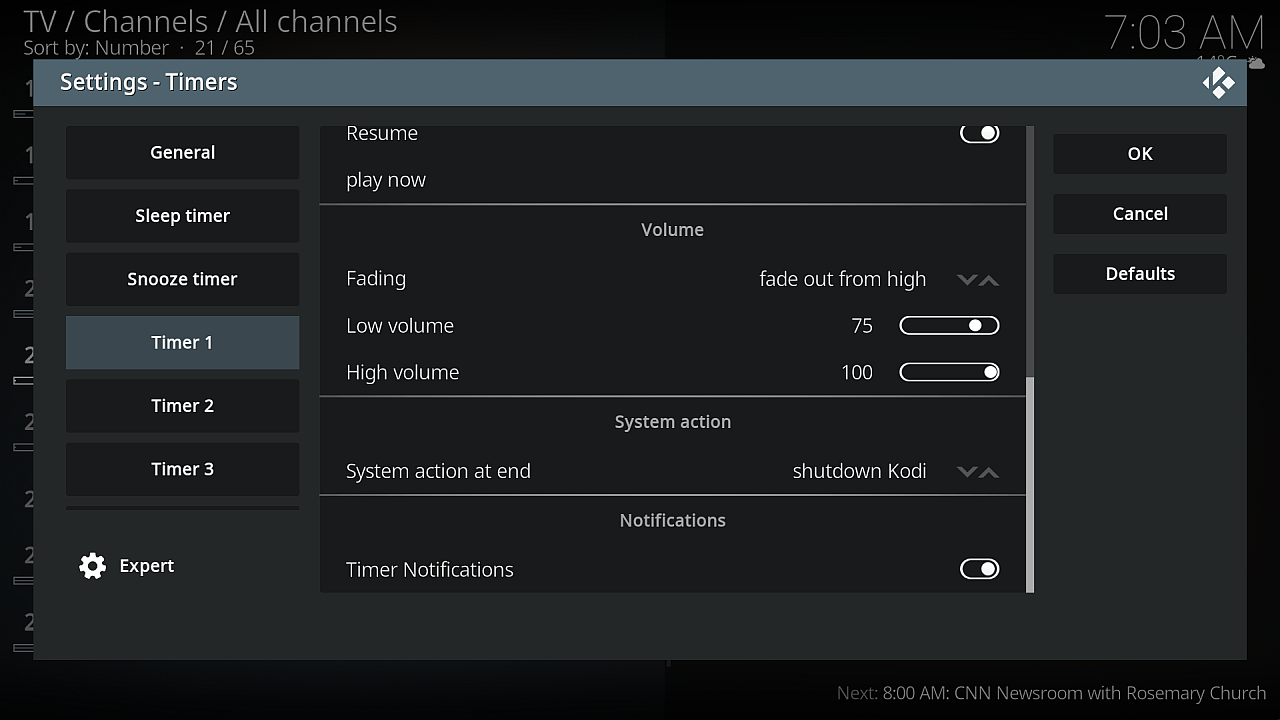 TV / Channels / All channels
Sort by: Number · 21 / 65
7:03 AM
Settings - Timers
General
Sleep timer
Snooze timer
Timer 1
Timer 2
Timer 3
Expert
Resume
play now
Volume
Fading fade out from high
Low volume 75
High volume 100
System action
System action at end shutdown Kodi
Notifications
Timer Notifications
OK
Cancel
Defaults
Next: 8:00 AM: CNN Newsroom with Rosemary Church